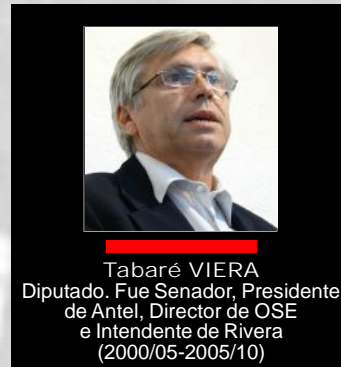 Tabaré VIERA
Diputado. Fue Senador, Presidente
de Antel, Director de OSE
e Intendente de Rivera
(2000/05-2005/10)